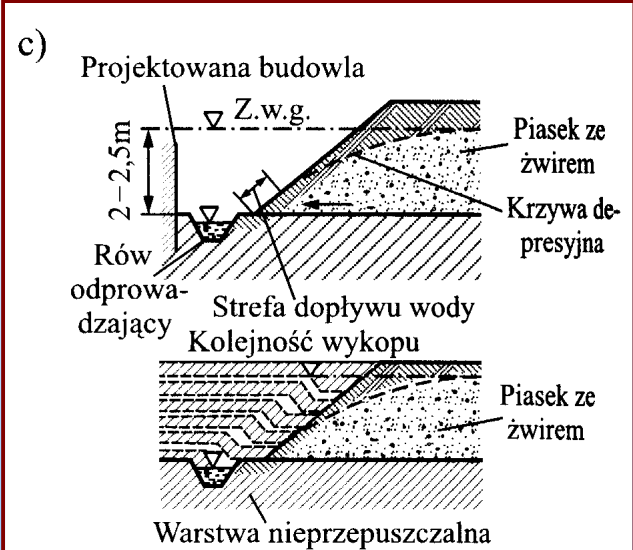 c)
Projektowana budowla
Z.w.g.
Piasek ze
żwirem
2–2,5m
Krzywa de-
presyjna
Rów
odprowa-
dzający
Strefa dopływu wody
Kolejność wykopu
Piasek ze
żwirem
Warstwa nieprzepuszczalna